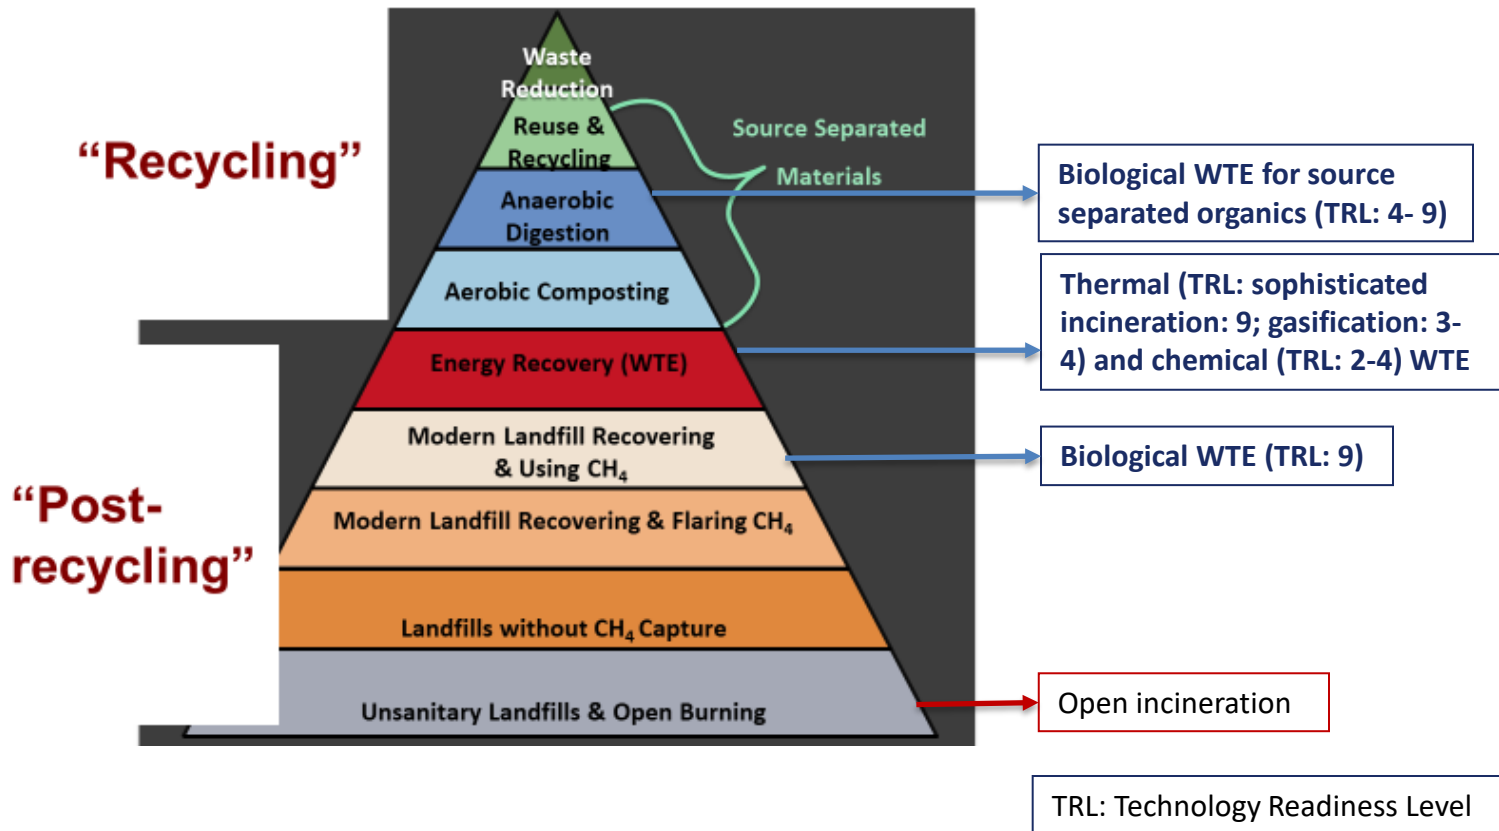 Waste
Reduction
Reuse &
Recycling
Source Separated
Materials
“Recycling”
Anaerobic
Digestion
Biological WTE for source
separated organics (TRL: 4- 9)
Aerobic Composting
Energy Recovery (WTE)
Thermal (TRL: sophisticated
incineration: 9; gasification: 3-
4) and chemical (TRL: 2-4) WTE
Modern Landfill Recovering
& Using CH₄
Biological WTE (TRL: 9)
“Post-
recycling”
Modern Landfill Recovering & Flaring CH₄
Landfills without CH₄ Capture
Unsanitary Landfills & Open Burning
Open incineration
TRL: Technology Readiness Level